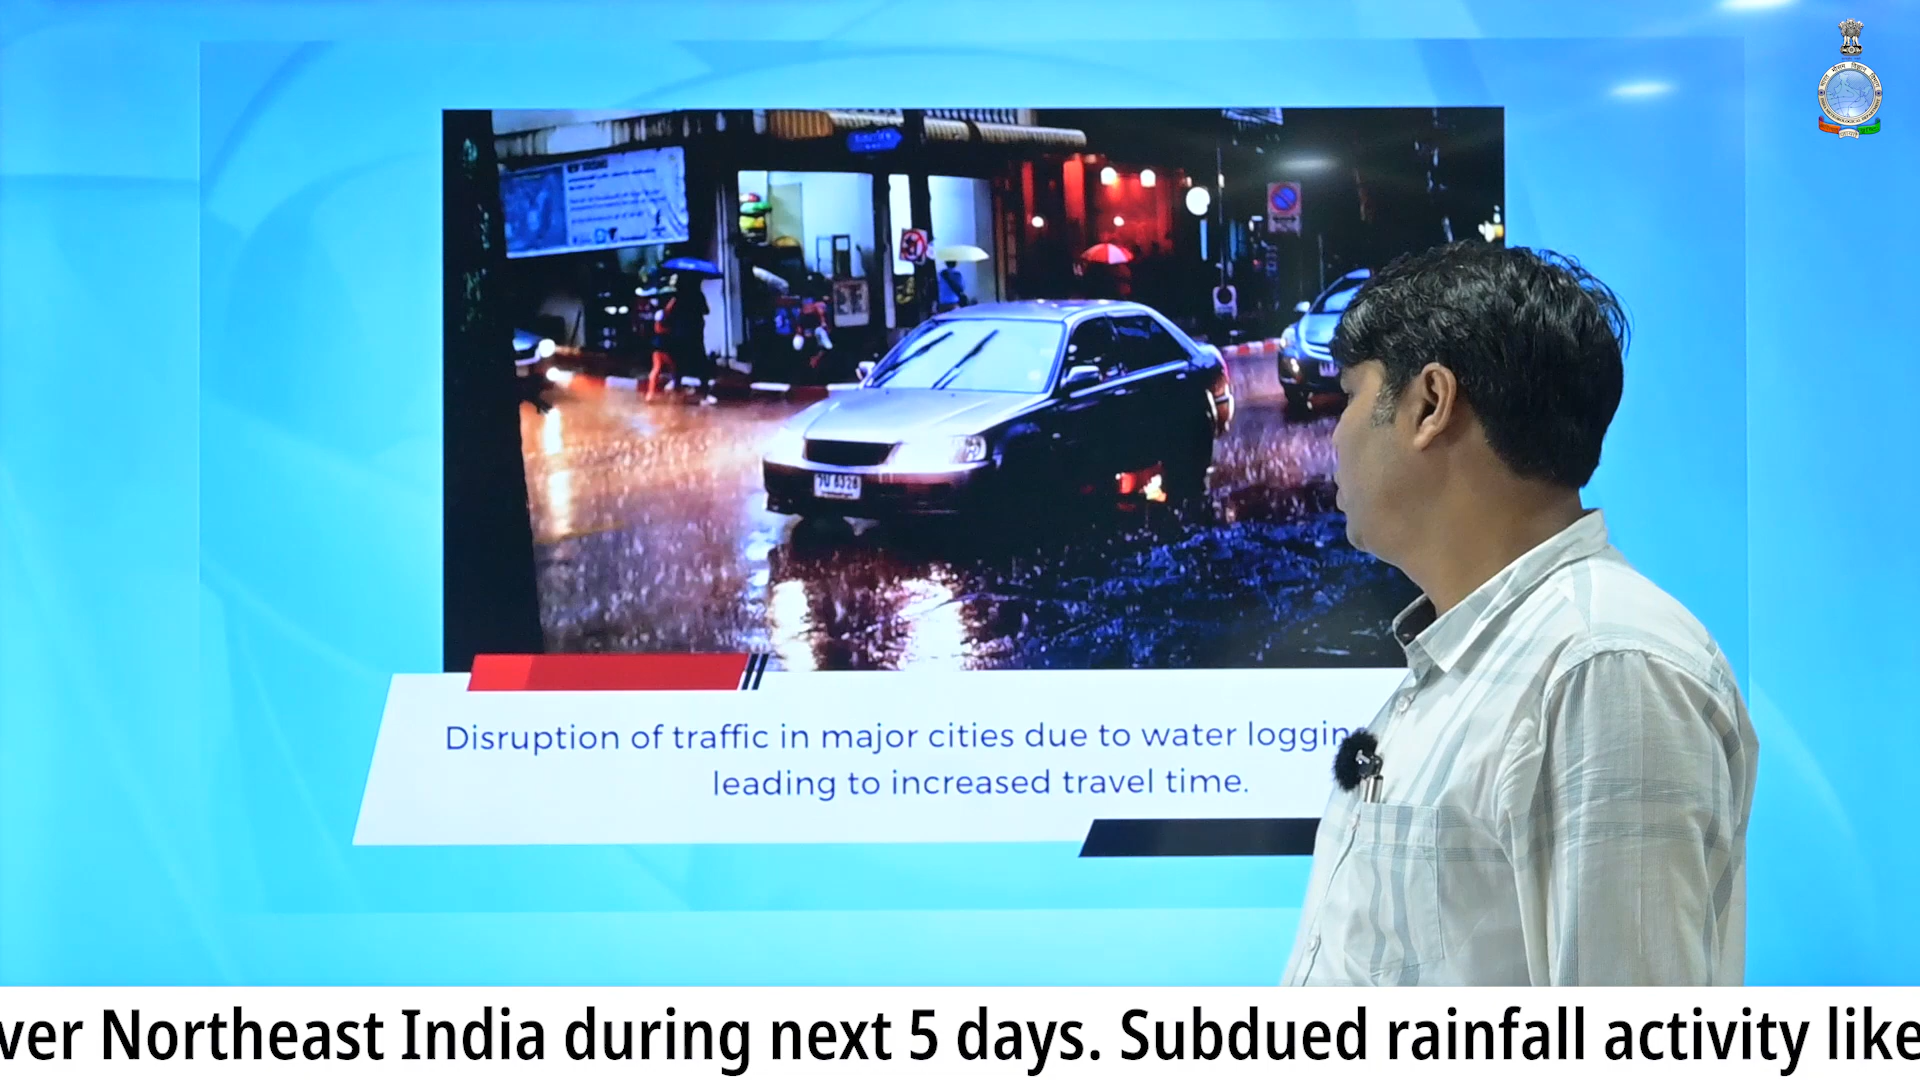 Disruption of traffic in major cities due to water loggin
leading to increased travel time.
ver Northeast India during next 5 days. Subdued rainfall activity like